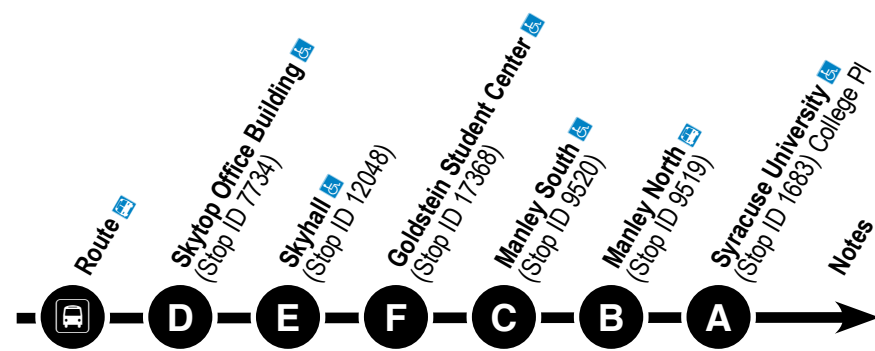 Route
Skytop Office Building
(Stop ID 7734)
Skyhall
(Stop ID 12048)
Goldstein Student Center
(Stop ID 17368)
Manley South
(Stop ID 9520)
Manley North
(Stop ID 9519)
Syracuse University
(Stop ID 1683) College Pl
Notes
D
E
F
C
B
A